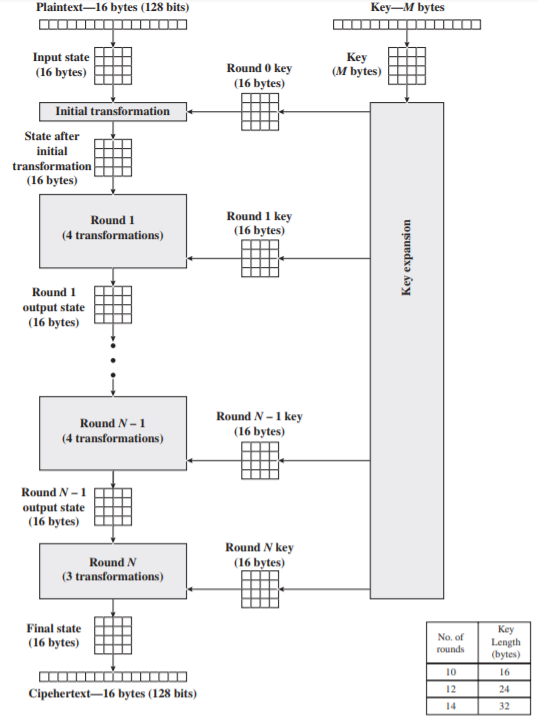 Plaintext—16 bytes (128 bits)
Key—M bytes
Input state
(16 bytes)
Key
(M bytes)
Round 0 key
(16 bytes)
Initial transformation
State after
initial
transformation
(16 bytes)
Round 1
(4 transformations)
Round 1 key
(16 bytes)
Key expansion
Round 1
output state
(16 bytes)
Round N – 1
(4 transformations)
Round N – 1 key
(16 bytes)
Round N – 1
output state
(16 bytes)
Round N
(3 transformations)
Round N key
(16 bytes)
Final state
(16 bytes)
Cipehertext—16 bytes (128 bits)
No. of
rounds
Key
Length
(bytes)
10 16
12 24
14 32